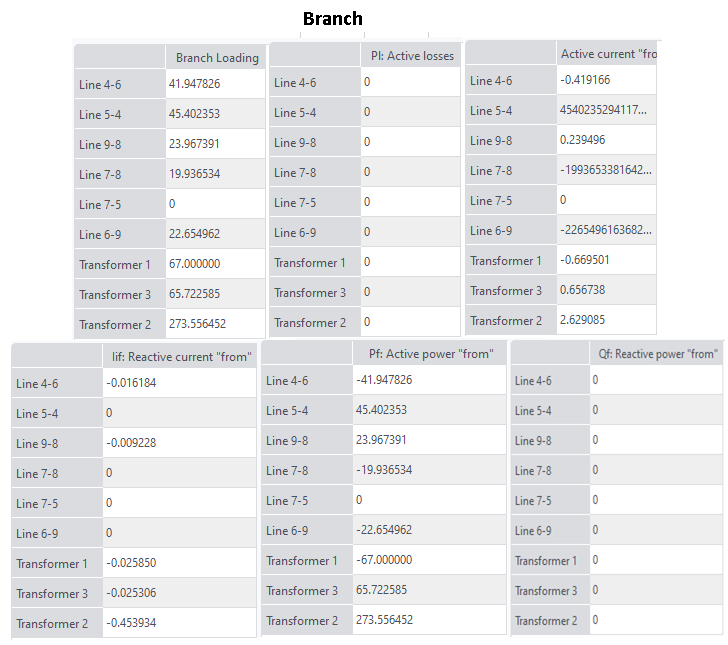 Branch
Branch Loading
Line 4-6 41.947826
Line 5-4 45.402353
Line 9-8 23.967391
Line 7-8 19.936534
Line 7-5 0
Line 6-9 22.654962
Transformer 1 67.000000
Transformer 3 65.722585
Transformer 2 273.556452
Pl: Active losses
Line 4-6 0
Line 5-4 0
Line 9-8 0
Line 7-8 0
Line 7-5 0
Line 6-9 0
Transformer 1 0
Transformer 3 0
Transformer 2 0
Active current "fro
Line 4-6 -0.419166
Line 5-4 4540235294117...
Line 9-8 0.239496
Line 7-8 -1993653381642...
Line 7-5 0
Line 6-9 -2265496163682...
Transformer 1 -0.669501
Transformer 3 0.656738
Transformer 2 2.629085
Iif: Reactive current "from"
Line 4-6 -0.016184
Line 5-4 0
Line 9-8 -0.009228
Line 7-8 0
Line 7-5 0
Line 6-9 0
Transformer 1 -0.025850
Transformer 3 -0.025306
Transformer 2 -0.453934
Pf: Active power "from"
Line 4-6 -41.947826
Line 5-4 45.402353
Line 9-8 23.967391
Line 7-8 -19.936534
Line 7-5 0
Line 6-9 -22.654962
Transformer 1 -67.000000
Transformer 3 65.722585
Transformer 2 273.556452
Qf: Reactive power "from"
Line 4-6 0
Line 5-4 0
Line 9-8 0
Line 7-8 0
Line 7-5 0
Line 6-9 0
Transformer 1 0
Transformer 3 0
Transformer 2 0